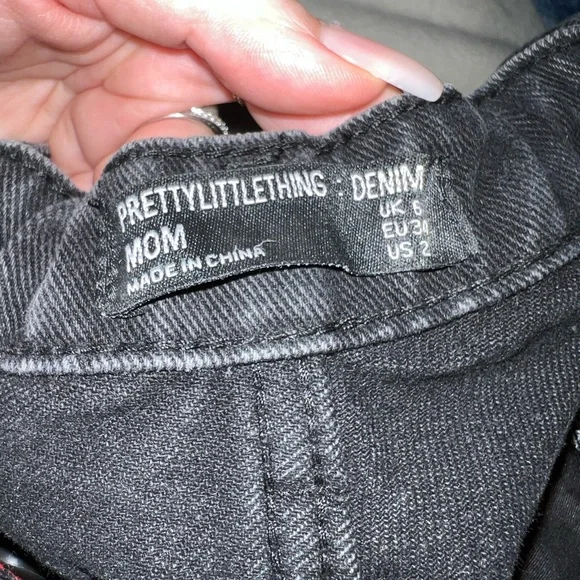 PRETTYLITTLETHING : DENIM
MOM
MADE IN CHINA
UK 6
EU 34
US 2